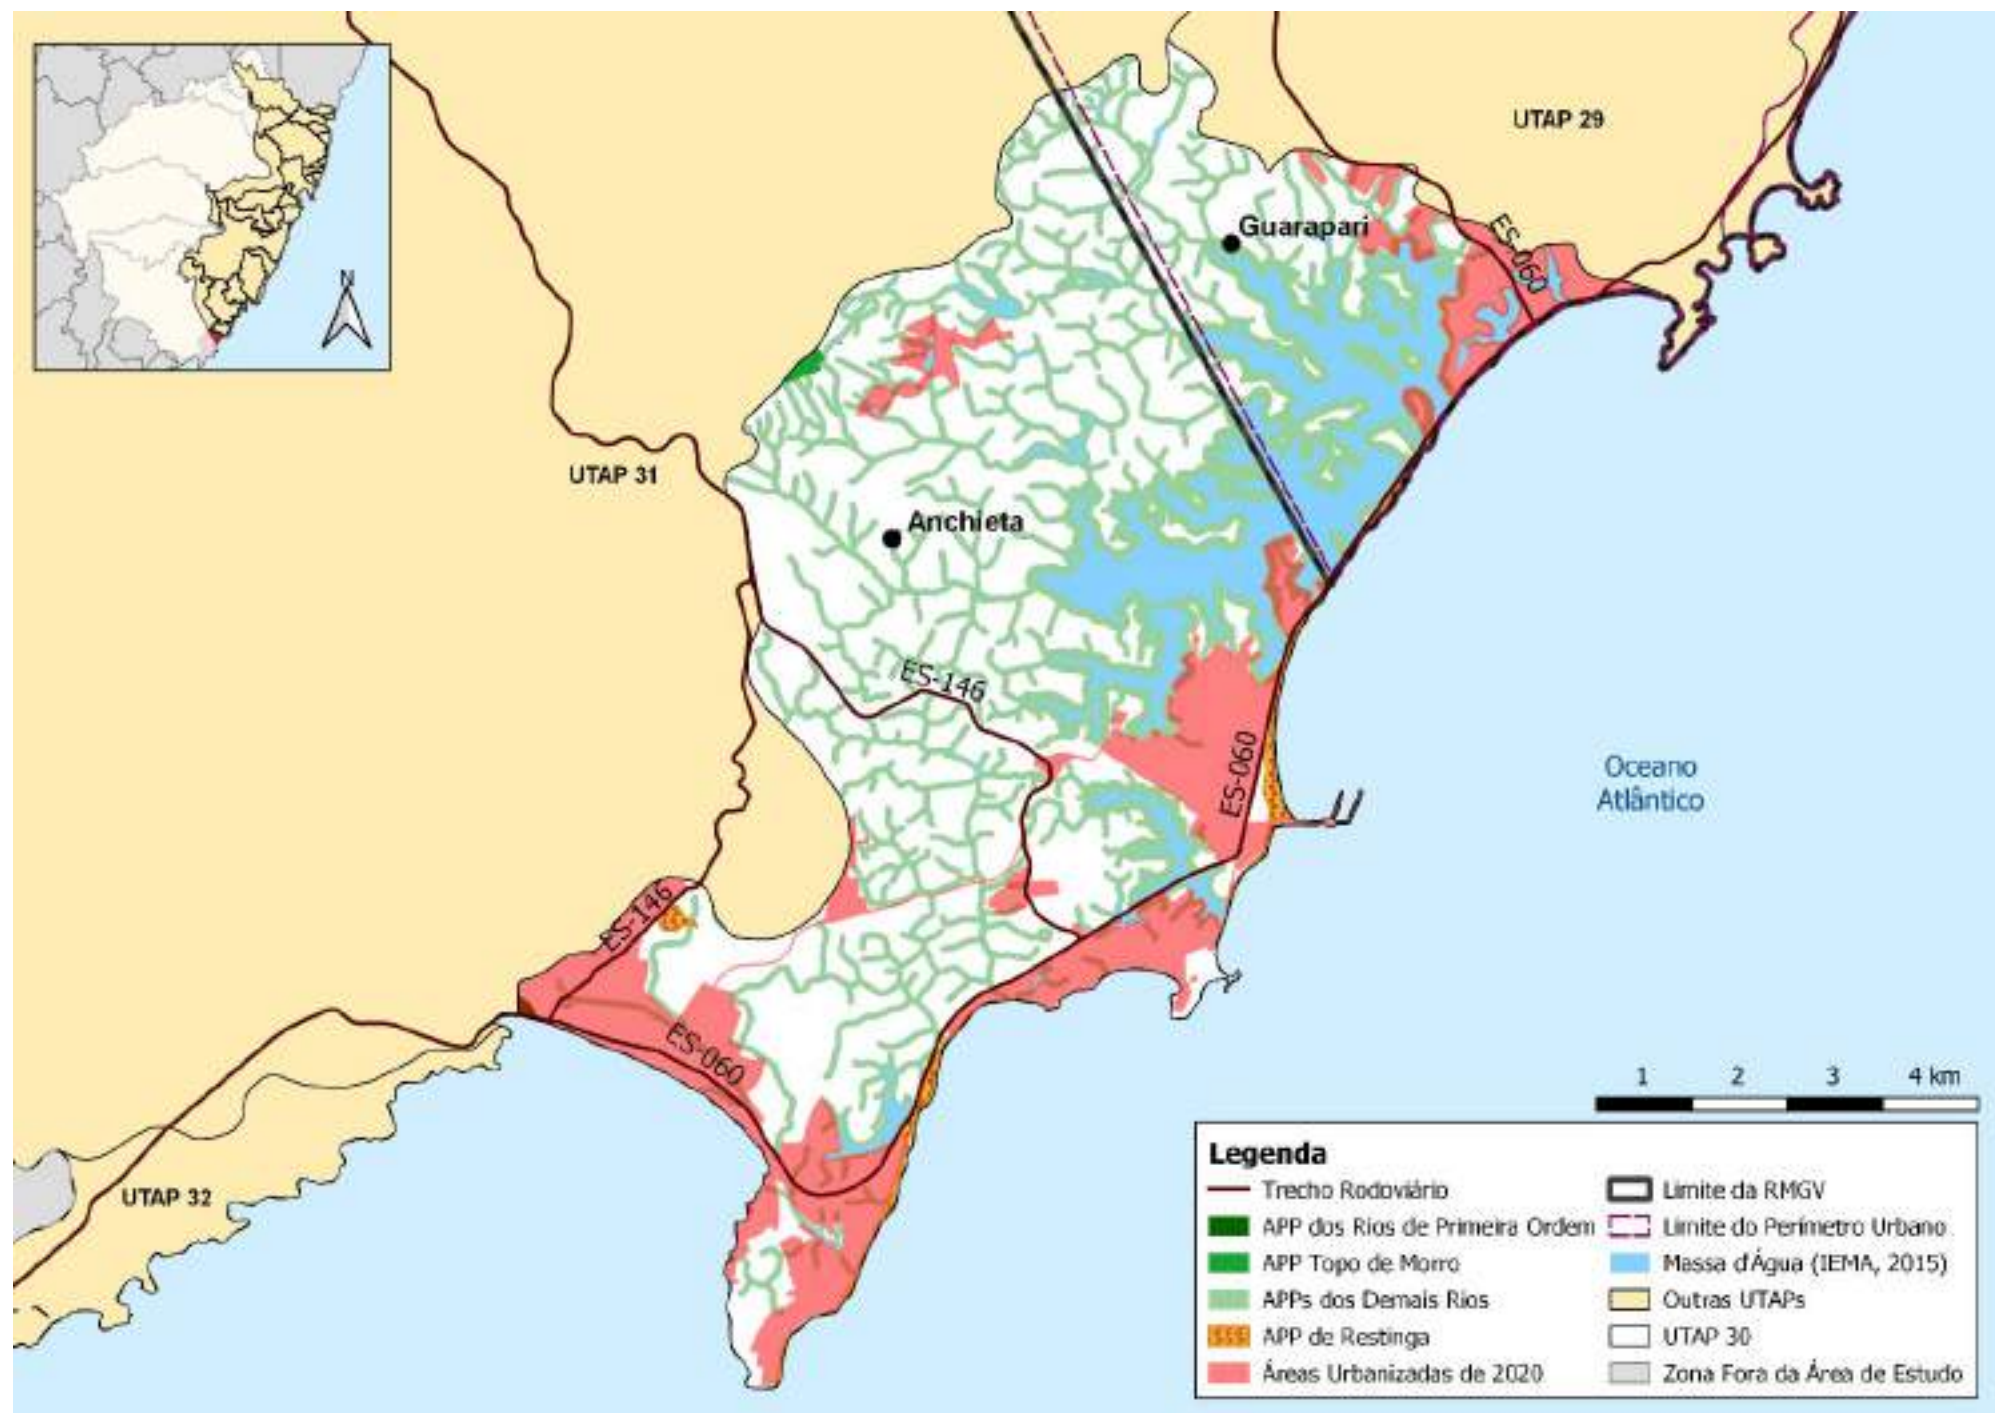 N
UTAP 29
ES-060
Guarapari
UTAP 31
Anchieta
ES-146
ES-060
Oceano
Atlântico
ES-146
ES-060
UTAP 32
1 2 3 4 km
Legenda
Trecho Rodoviário
APP dos Rios de Primeira Ordem
APP Topo de Morro
APPs dos Demais Rios
APP de Restinga
Áreas Urbanizadas de 2020
Limite da RMGV
Limite do Perímetro Urbano
Massa d'Água (IEMA, 2015)
Outras UTAPs
UTAP 30
Zona Fora da Área de Estudo